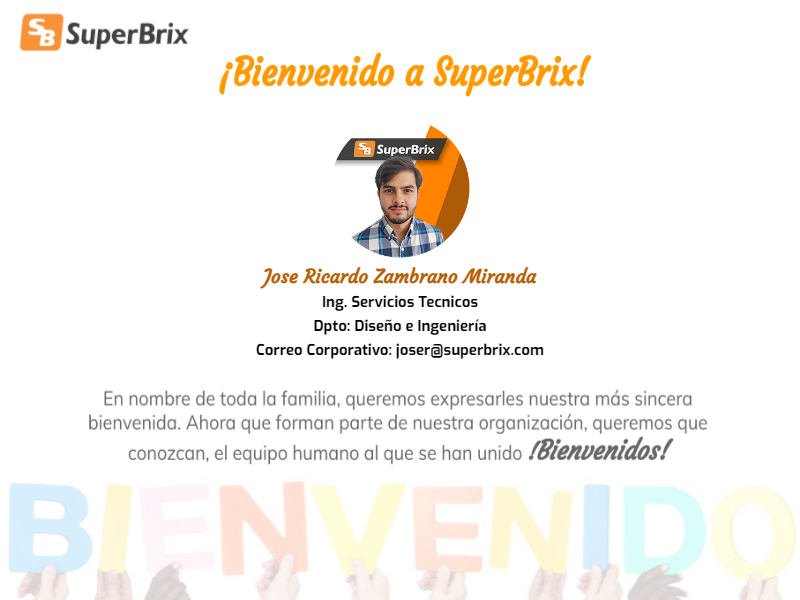 SB SuperBrix
¡Bienvenido a SuperBrix!
SB SuperBrix
Jose Ricardo Zambrano Miranda
Ing. Servicios Tecnicos
Dpto: Diseño e Ingeniería
Correo Corporativo: joser@superbrix.com
En nombre de toda la familia, queremos expresarles nuestra más sincera
bienvenida. Ahora que forman parte de nuestra organización, queremos que
conozcan, el equipo humano al que se han unido ¡Bienvenidos!
BIENVENIDO